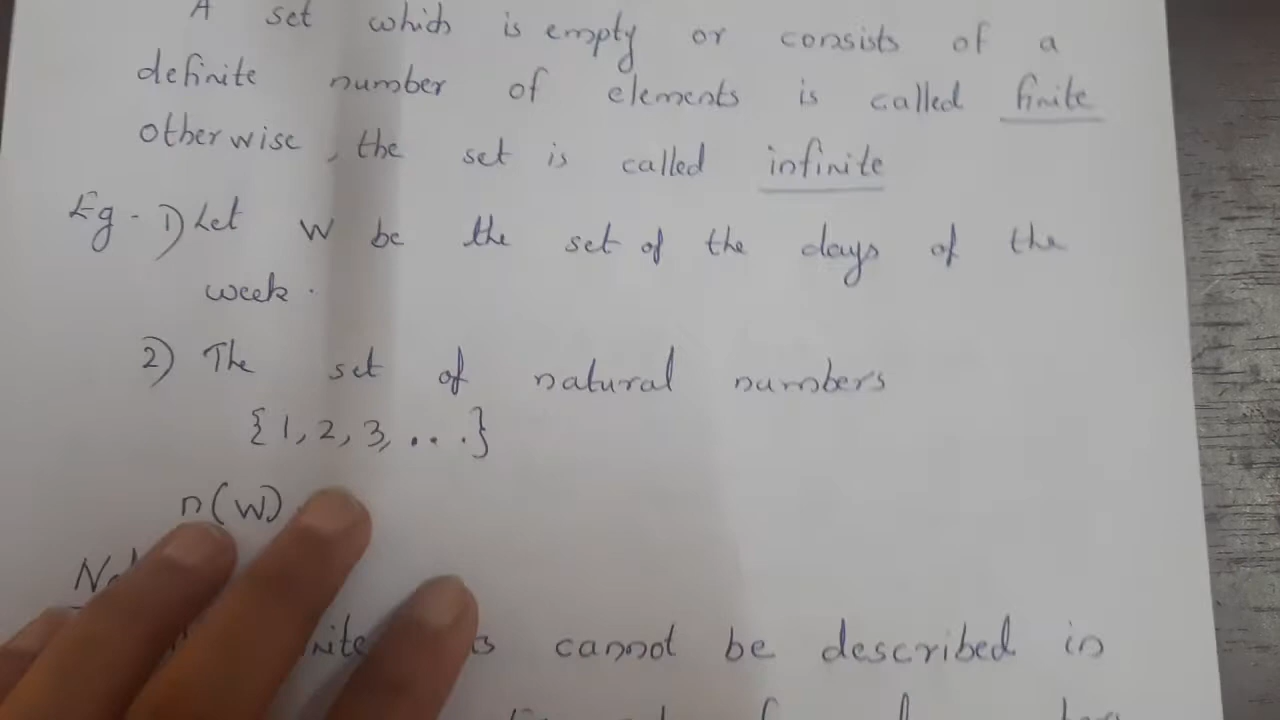 A set which is empty or consists of a
definite number of elements is called finite
otherwise, the set is called infinite
Eg - 1) Let W be the set of the days of the
week.
2) The set of natural numbers
{1, 2, 3, ...}
n(W)
cannot be described in